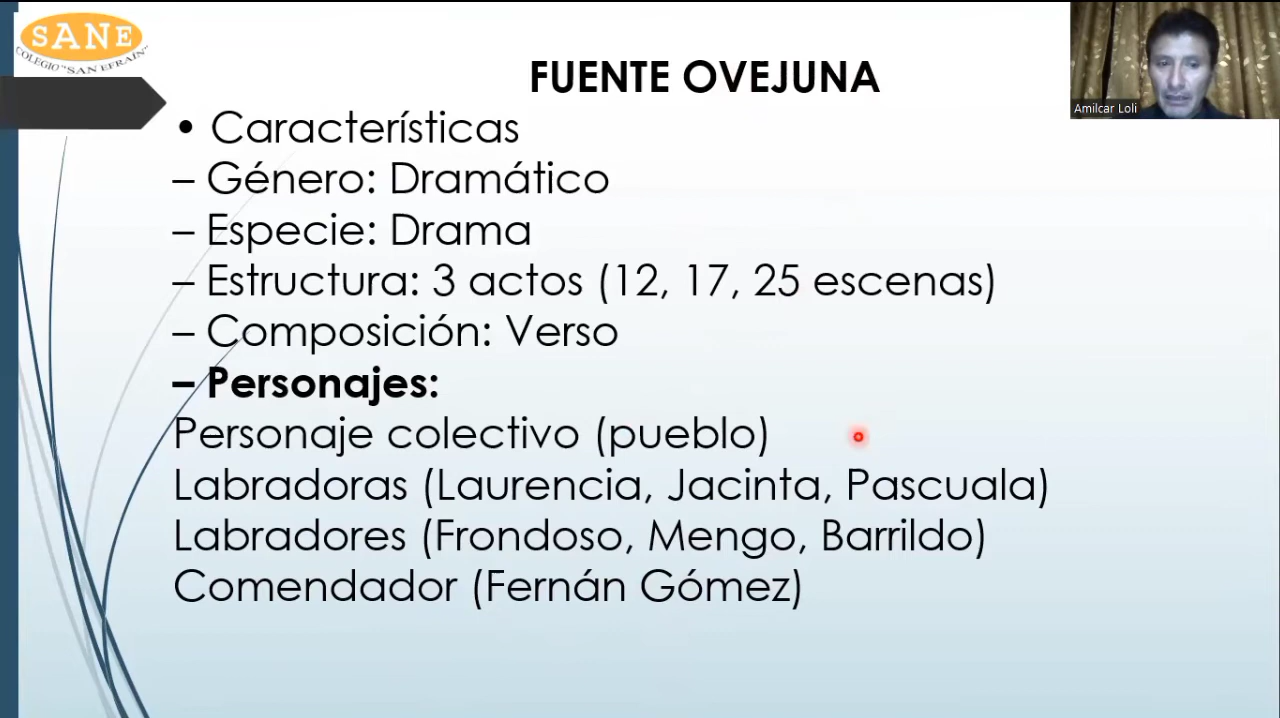 SANE
COLEGIO "SAN EFRAIN"
FUENTE OVEJUNA
Amilcar Loli
• Características
– Género: Dramático
– Especie: Drama
– Estructura: 3 actos (12, 17, 25 escenas)
– Composición: Verso
– Personajes:
Personaje colectivo (pueblo)
Labradoras (Laurencia, Jacinta, Pascuala)
Labradores (Frondoso, Mengo, Barrildo)
Comendador (Fernán Gómez)